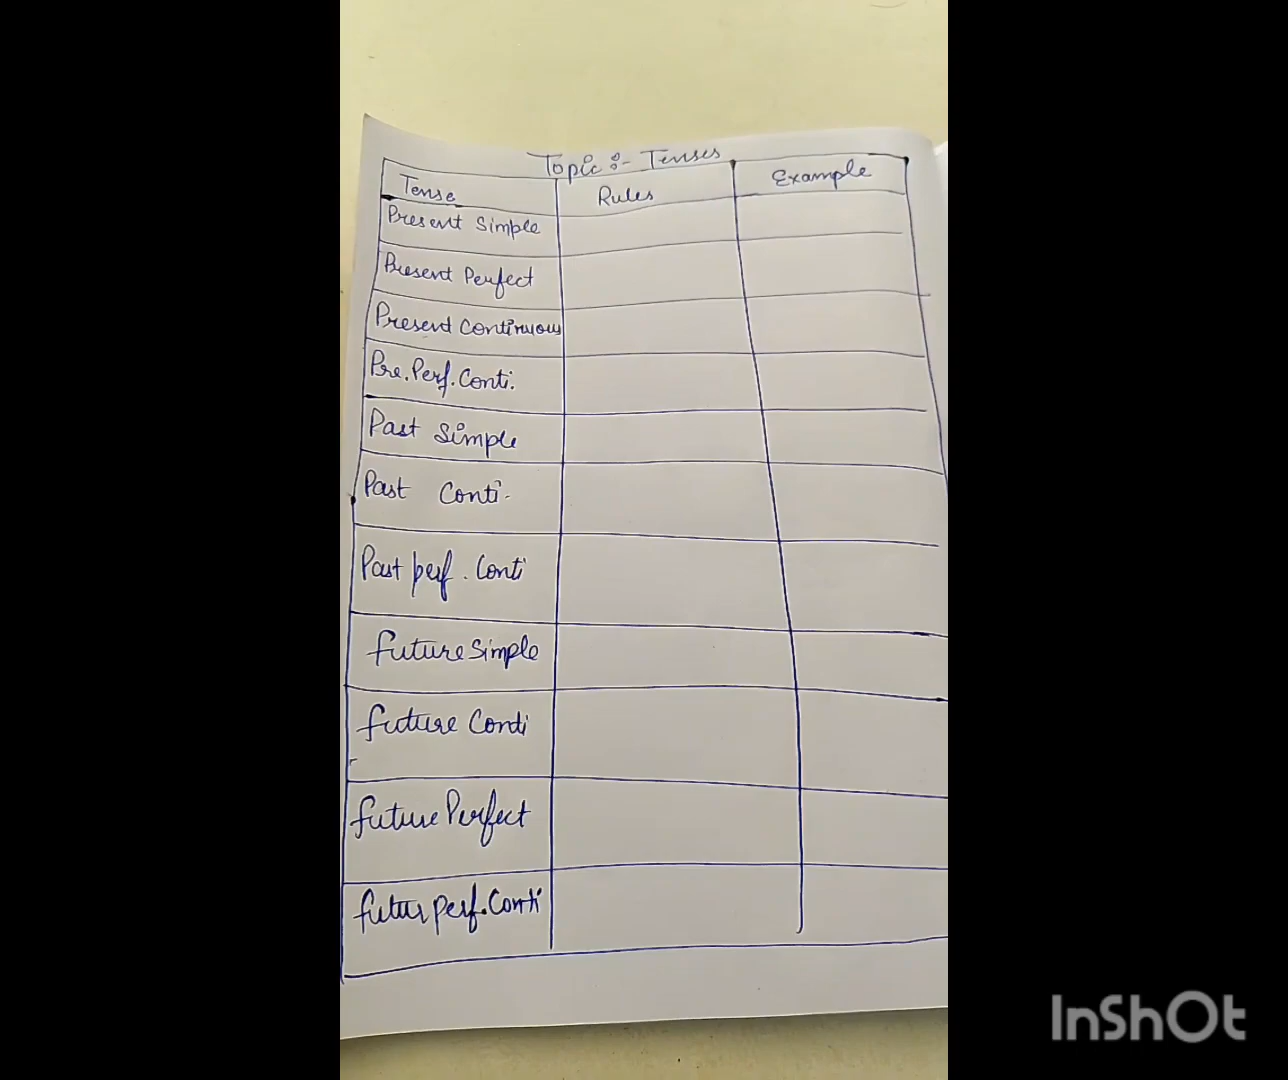 Topic :- Tenses
Tense Rules Example
Present Simple
Present Perfect
Present Continuous
Pre. Perf. Conti.
Past Simple
Past Conti.
Past perf. Conti
future Simple
future Conti
future Perfect
futur perf. Conti
InShOt